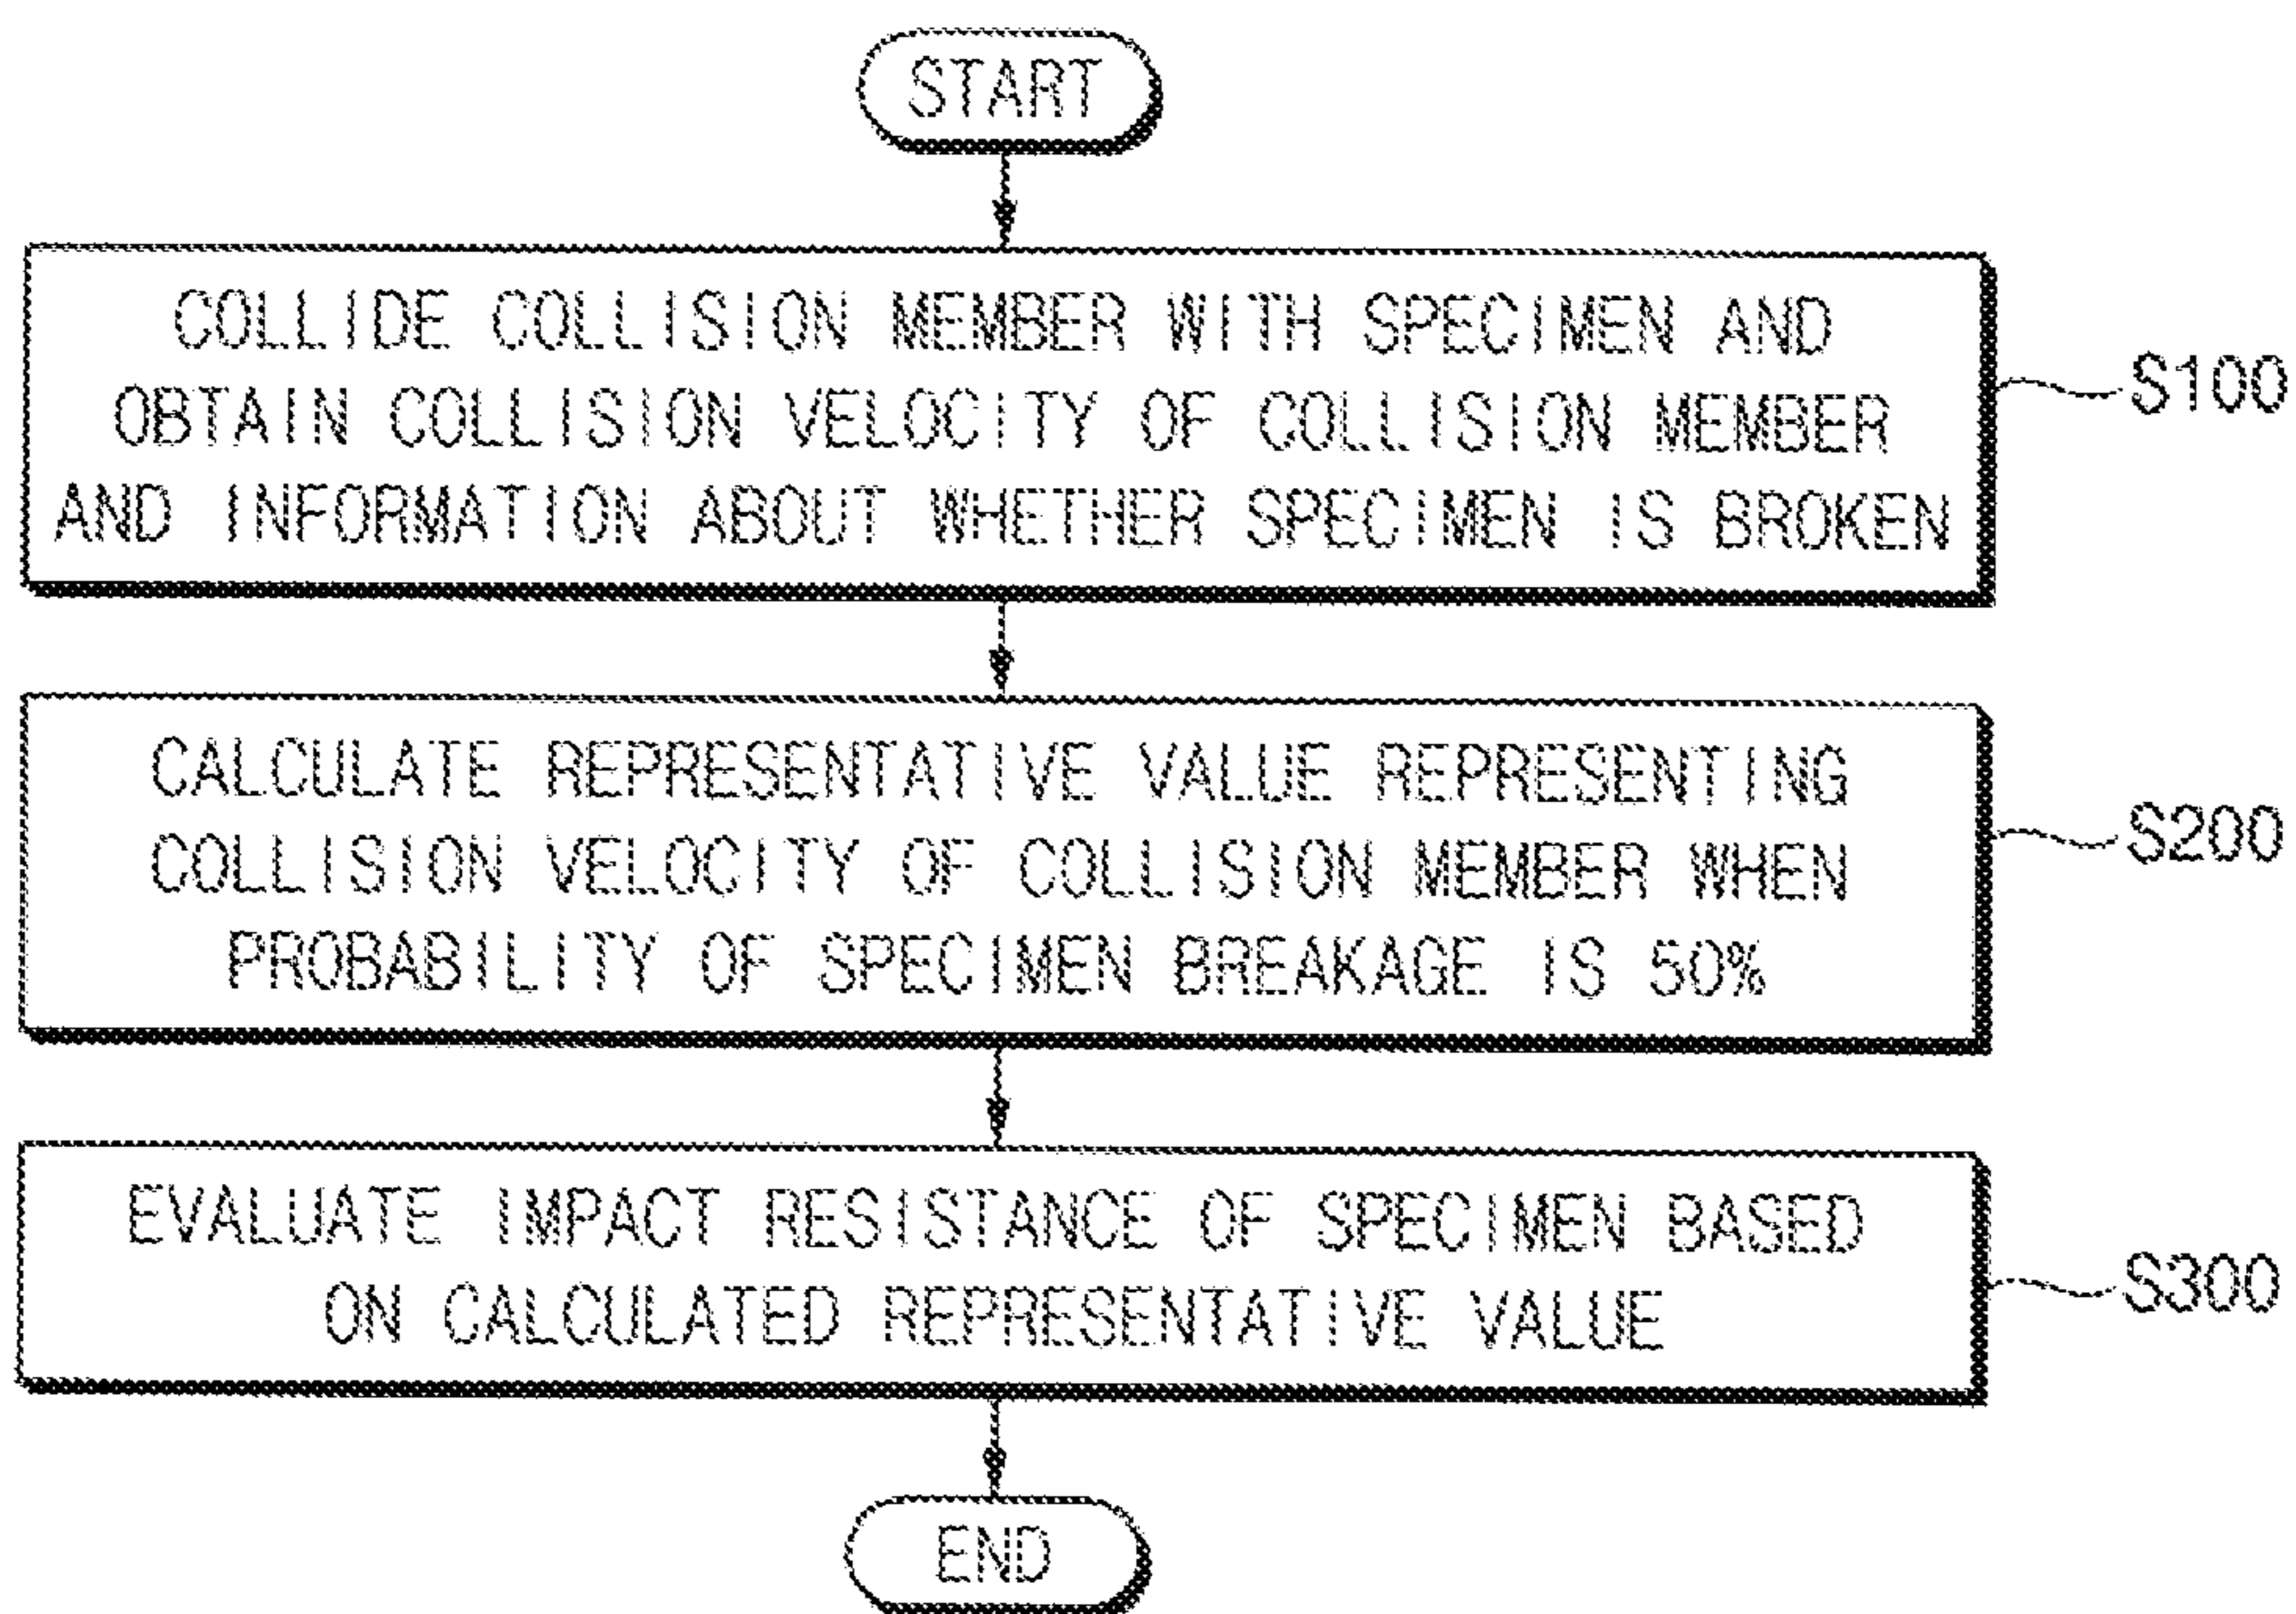 START
COLLIDE COLLISION MEMBER WITH SPECIMEN AND
OBTAIN COLLISION VELOCITY OF COLLISION MEMBER
AND INFORMATION ABOUT WHETHER SPECIMEN IS BROKEN
S100
CALCULATE REPRESENTATIVE VALUE REPRESENTING
COLLISION VELOCITY OF COLLISION MEMBER WHEN
PROBABILITY OF SPECIMEN BREAKAGE IS 50%
S200
EVALUATE IMPACT RESISTANCE OF SPECIMEN BASED
ON CALCULATED REPRESENTATIVE VALUE
S300
END